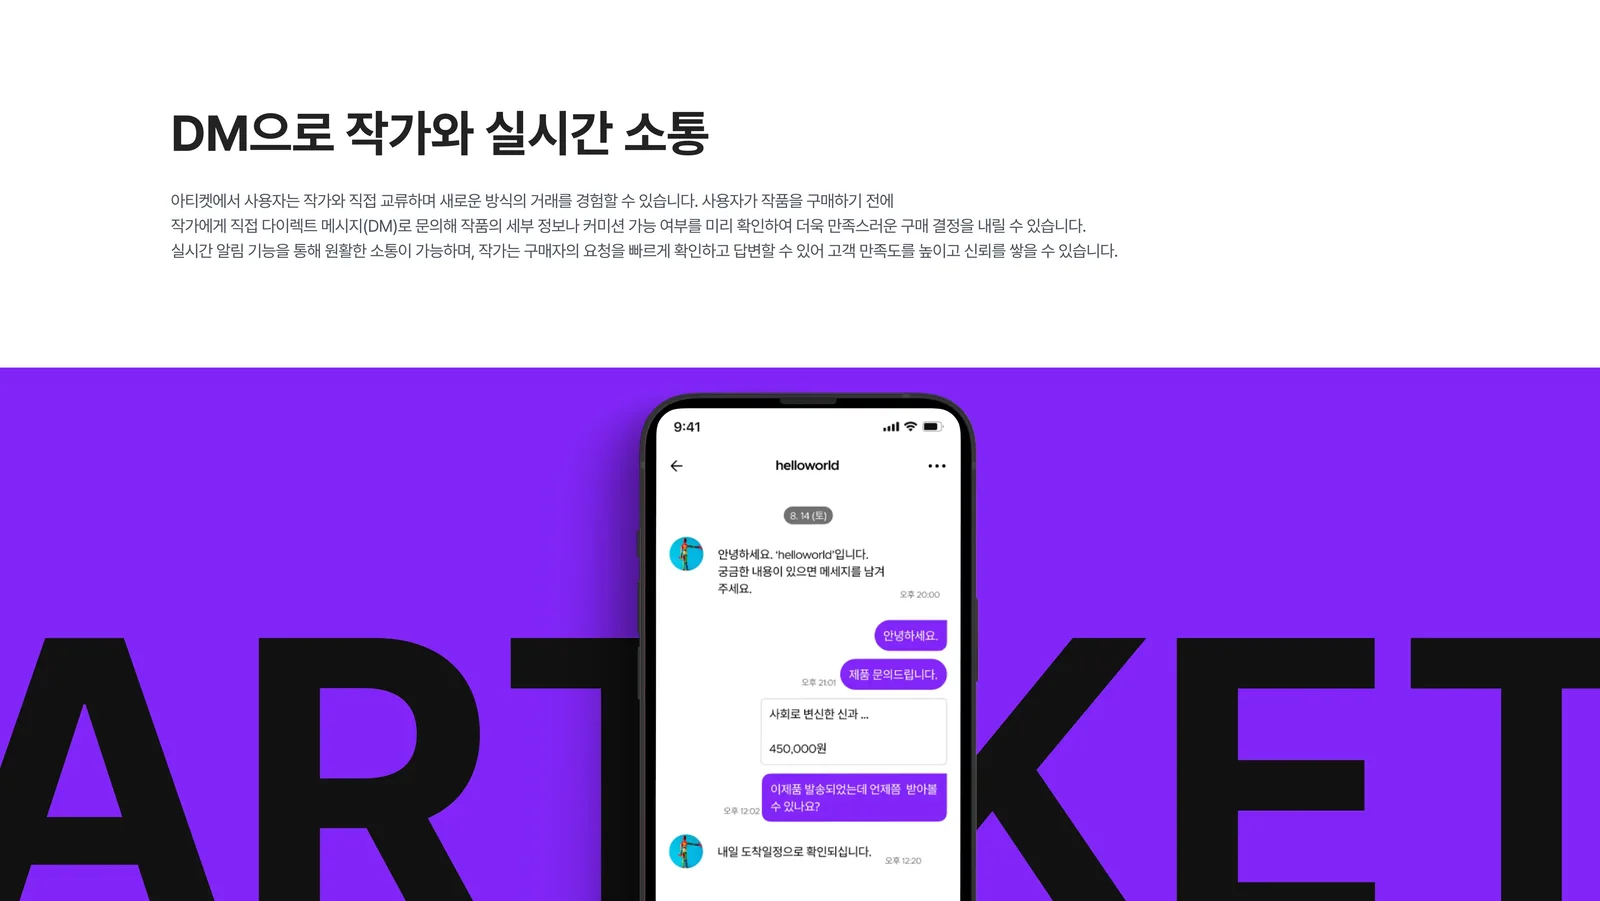 DM으로 작가와 실시간 소통
아티켓에서 사용자는 작가와 직접 교류하며 새로운 방식의 거래를 경험할 수 있습니다. 사용자가 작품을 구매하기 전에
작가에게 직접 다이렉트 메시지(DM)로 문의해 작품의 세부 정보나 커미션 가능 여부를 미리 확인하여 더욱 만족스러운 구매 결정을 내릴 수 있습니다.
실시간 알림 기능을 통해 원활한 소통이 가능하며, 작가는 구매자의 요청을 빠르게 확인하고 답변할 수 있어 고객 만족도를 높이고 신뢰를 쌓을 수 있습니다.
9:41
helloworld
8. 14 (토)
안녕하세요. 'helloworld'입니다.
궁금한 내용이 있으면 메세지를 남겨
주세요.
오후 20:00
안녕하세요.
제품 문의드립니다.
오후 21:01
사회로 변신한 신과 ...
450,000원
이제품 발송되었는데 언제쯤 받아볼
수 있나요?
오후 12:02
내일 도착일정으로 확인되십니다.
오후 12:20
ART KET